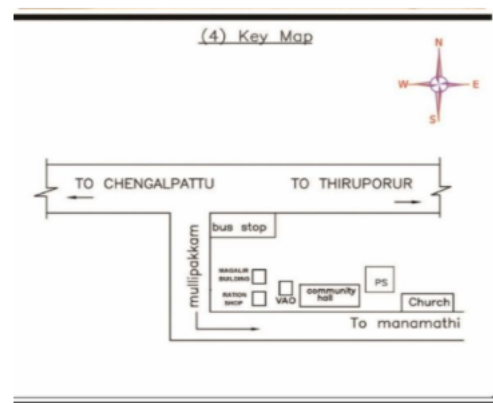 (4) Key Map
N
W
E
S
TO CHENGALPATTU
TO THIRUPORUR
mullipakkam
bus stop
MAGALIR
BUILDING
RATION
SHOP
VAO
community
hall
PS
Church
To manamathi